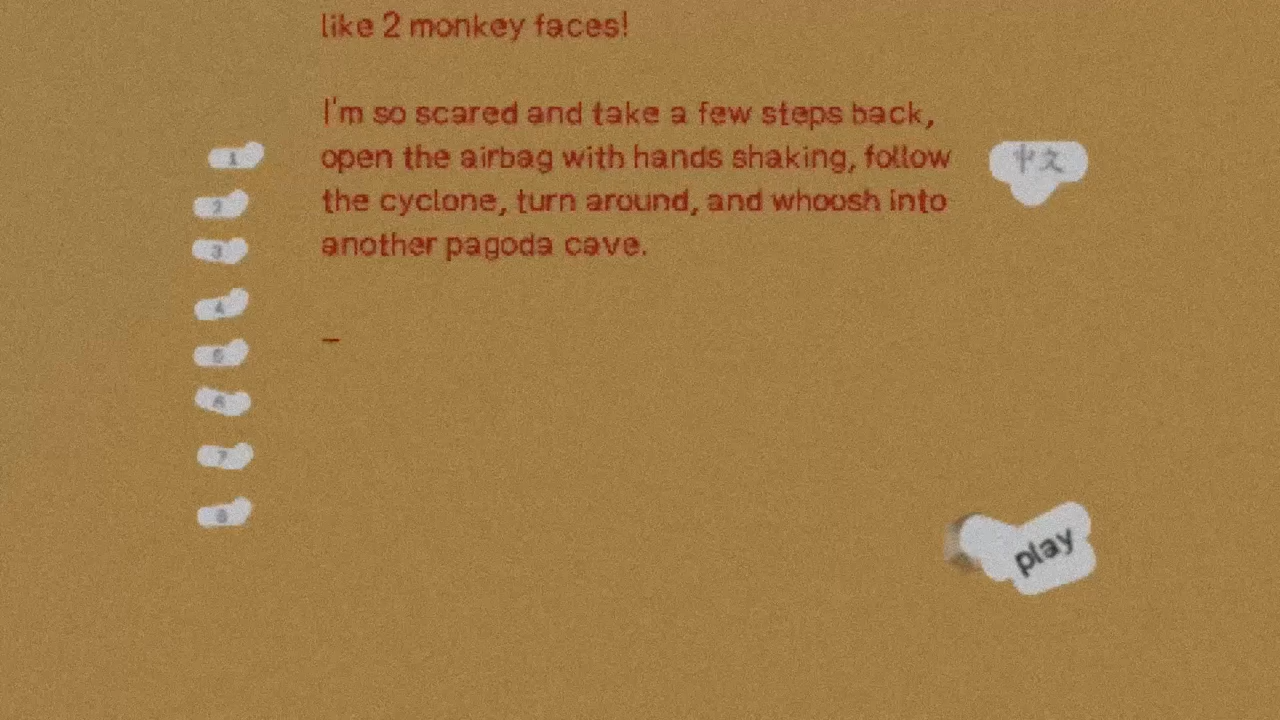 like 2 monkey faces!
I'm so scared and take a few steps back,
open the airbag with hands shaking, follow
the cyclone, turn around, and whoosh into
another pagoda cave.
_
1
2
3
4
5
6
7
8
中文
play